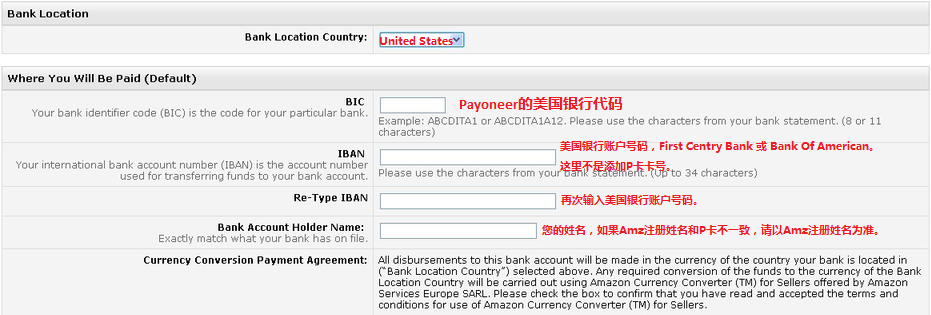 Bank Location
Bank Location Country: United States
Where You Will Be Paid (Default)
BIC Payoneer的美国银行代码
Your bank identifier code (BIC) is the code for your particular bank.
Example: ABCDITA1 or ABCDITA1A12. Please use the characters from your bank statement. (8 or 11
characters)
美国银行账户号码，First Centry Bank 或 Bank Of American。
IBAN
Your international bank account number (IBAN) is the account number
used for transferring funds to your bank account.
这里不是添加P卡卡号。
Please use the characters from your bank statement. (Up to 34 characters)
Re-Type IBAN 再次输入美国银行账户号码。
Bank Account Holder Name: 您的姓名，如果Amz注册姓名和P卡不一致，请以Amz注册姓名为准。
Exactly match what your bank has on file.
Currency Conversion Payment Agreement: All disbursements to this bank account will be made in the currency of the country your bank is located in
("Bank Location Country") selected above. Any required conversion of the funds to the currency of the Bank
Location Country will be carried out using Amazon Currency Converter (TM) for Sellers offered by Amazon
Services Europe SARL. Please check the box to confirm that you have read and accepted the terms and
conditions for use of Amazon Currency Converter (TM) for Sellers.